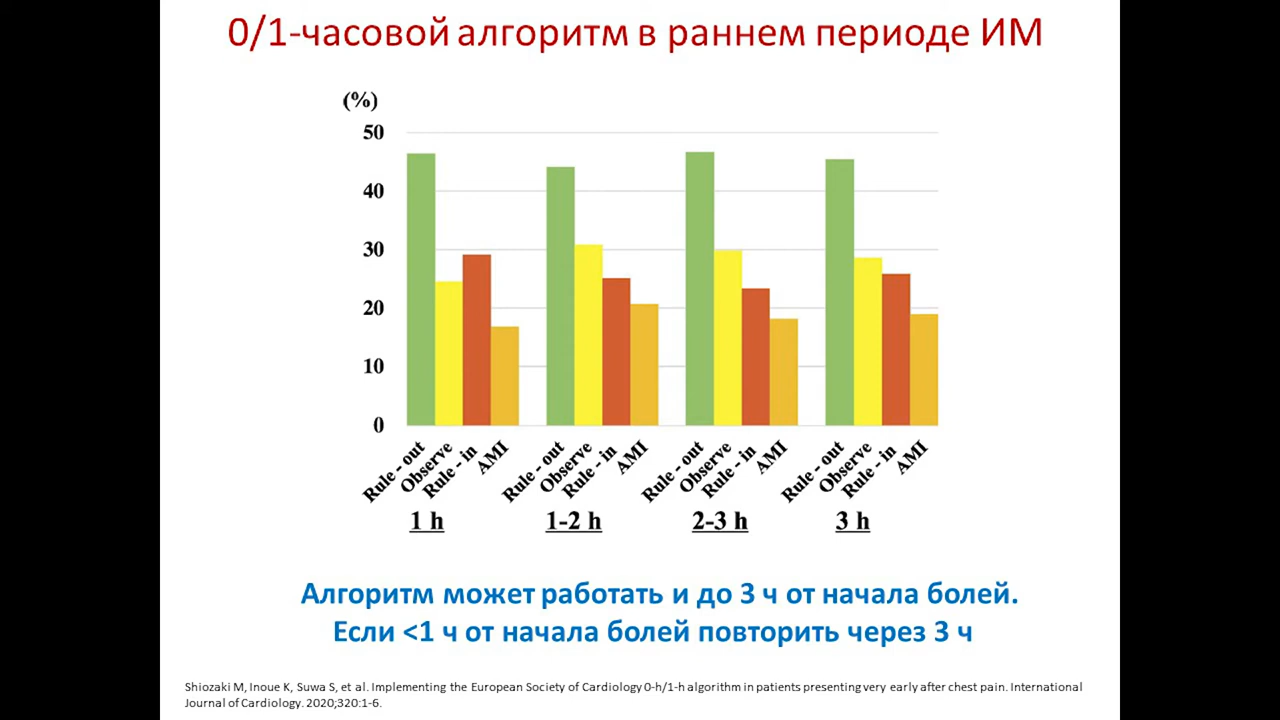 0/1-часовой алгоритм в раннем периоде ИМ
(%)
50
40
30
20
10
0
Rule - out Observe Rule - in AMI Rule - out Observe Rule - in AMI Rule - out Observe Rule - in AMI Rule - out Observe Rule - in AMI
1 h 1-2 h 2-3 h 3 h
Алгоритм может работать и до 3 ч от начала болей.
Если <1 ч от начала болей повторить через 3 ч
Shiozaki M, Inoue K, Suwa S, et al. Implementing the European Society of Cardiology 0-h/1-h algorithm in patients presenting very early after chest pain. International
Journal of Cardiology. 2020;320:1-6.